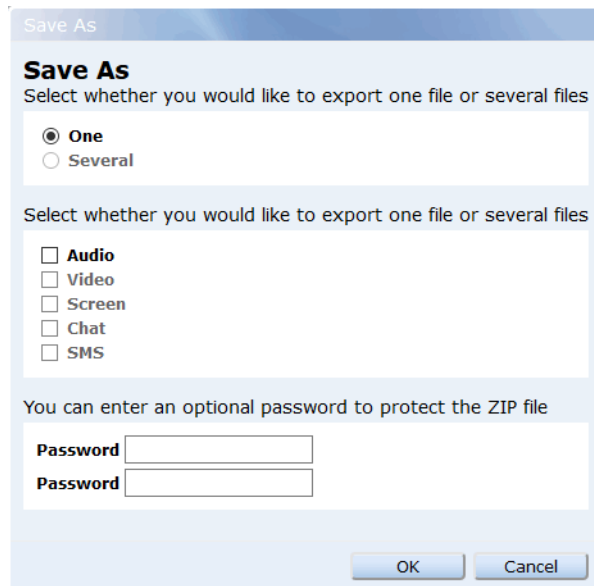 Save As
Save As
Select whether you would like to export one file or several files
One
Several
Select whether you would like to export one file or several files
Audio
Video
Screen
Chat
SMS
You can enter an optional password to protect the ZIP file
Password
Password
OK Cancel